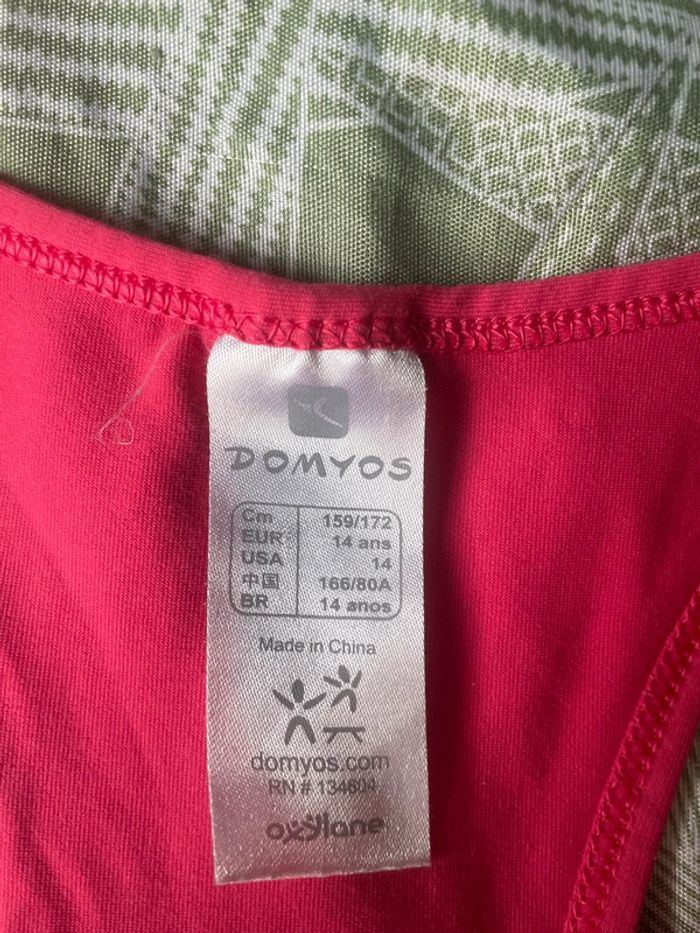 DOMYOS
Cm 159/172
EUR 14 ans
USA 14
中国 166/80A
BR 14 anos
Made in China
domyos.com
RN # 134604
oxylane